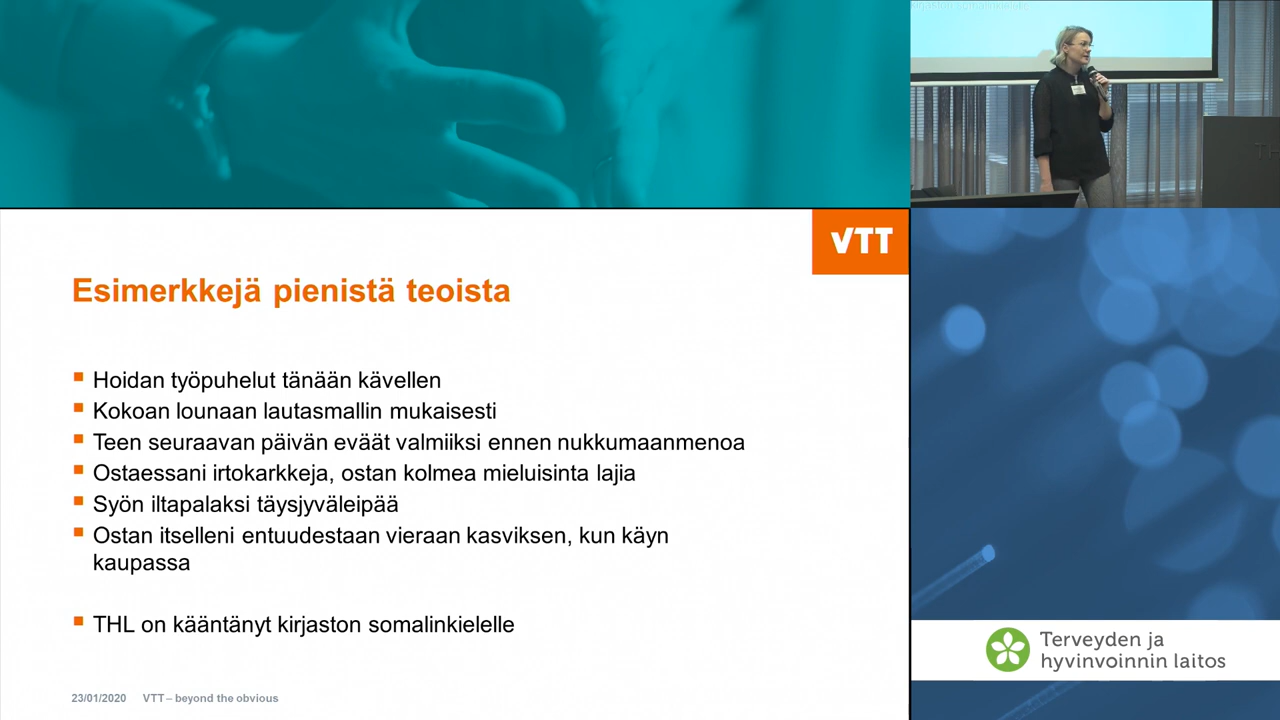 VTT
Esimerkkejä pienistä teoista
Hoidan työpuhelut tänään kävellen
Kokoan lounaan lautasmallin mukaisesti
Teen seuraavan päivän eväät valmiiksi ennen nukkumaanmenoa
Ostaessani irtokarkkeja, ostan kolmea mieluisinta lajia
Syön iltapalaksi täysjyväleipää
Ostan itselleni entuudestaan vieraan kasviksen, kun käyn
kaupassa
THL on kääntänyt kirjaston somalinkielelle
23/01/2020 VTT – beyond the obvious
Terveyden ja
hyvinvoinnin laitos